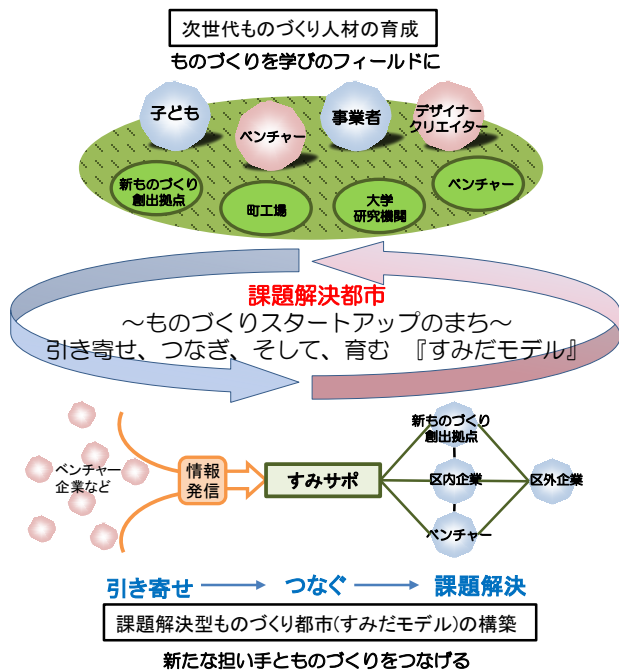 次世代ものづくり人材の育成
ものづくりを学びのフィールドに
子ども
ベンチャー
事業者
デザイナー
クリエイター
新ものづくり
創出拠点
町工場
大学
研究機関
ベンチャー
課題解決都市
～ものづくりスタートアップのまち～
引き寄せ、つなぎ、そして、育む 『すみだモデル』
ベンチャー
企業など
情報
発信
すみサポ
新ものづくり
創出拠点
区内企業
ベンチャー
区外企業
引き寄せ
つなぐ
課題解決
課題解決型ものづくり都市(すみだモデル)の構築
新たな担い手とものづくりをつなげる